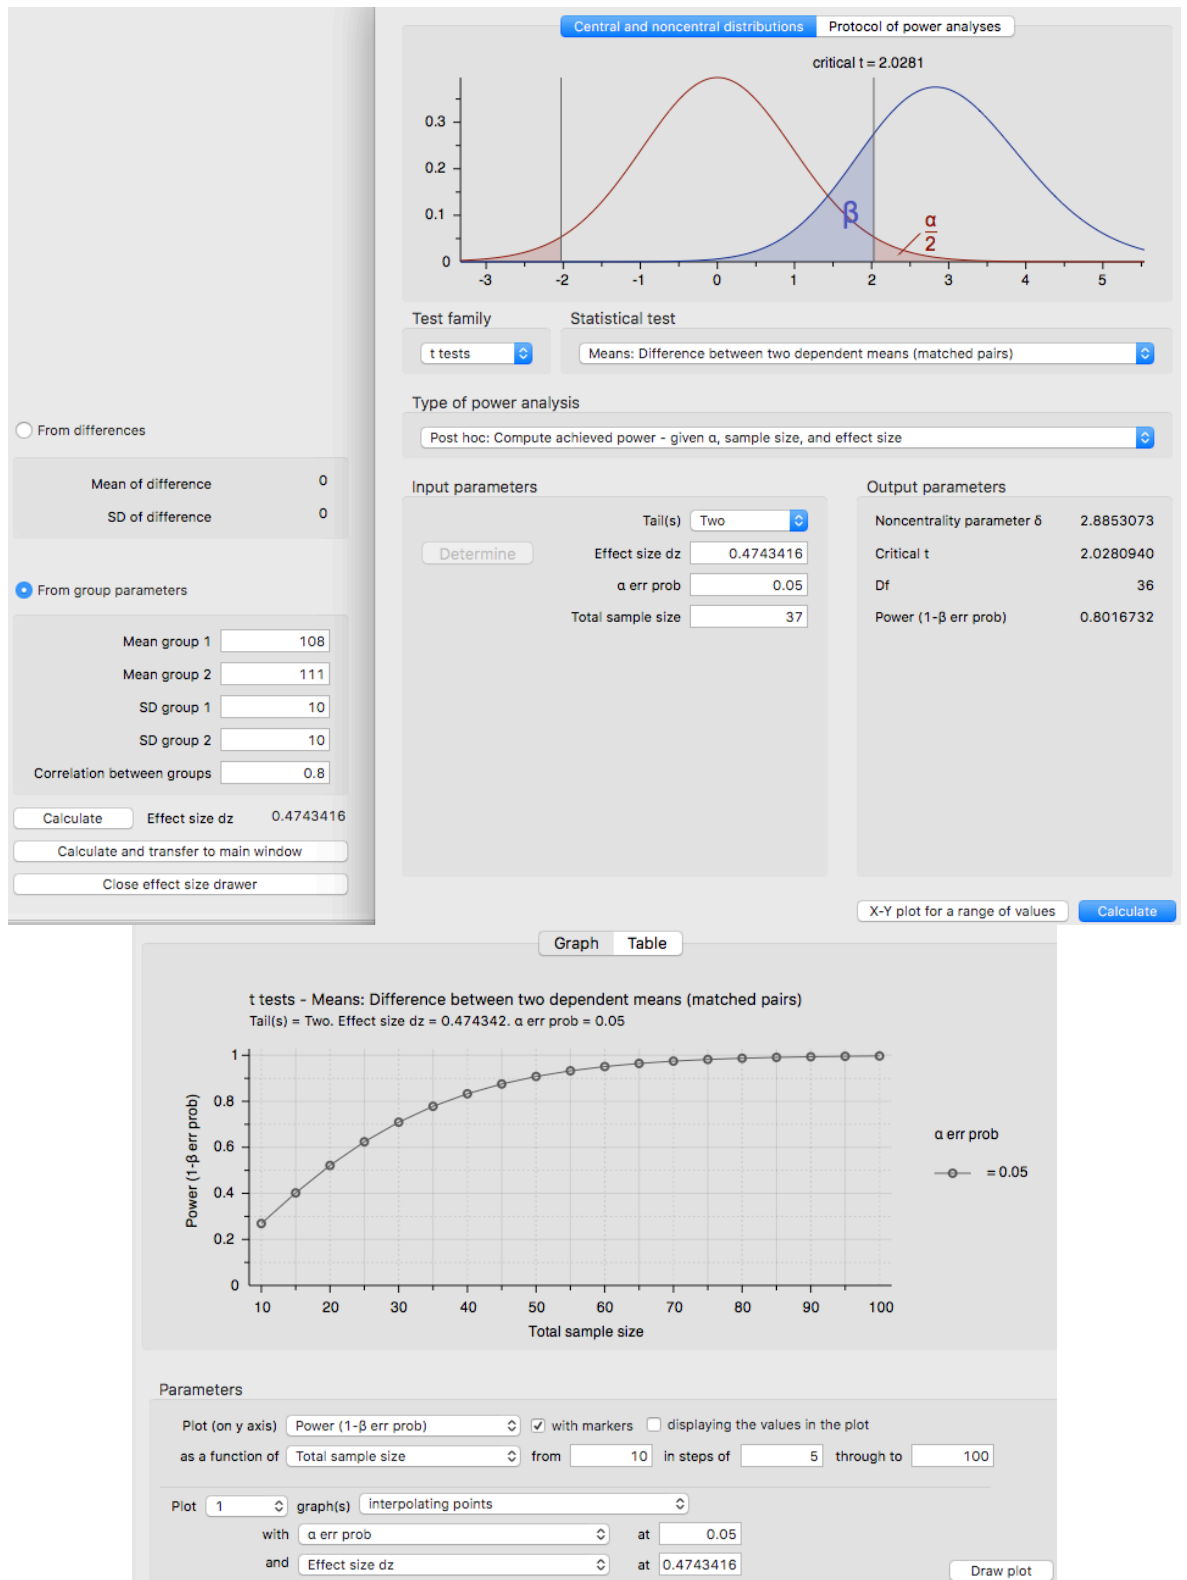 Central and noncentral distributions Protocol of power analyses
critical t = 2.0281
0.3
0.2
0.1
0
β
α
2
-3 -2 -1 0 1 2 3 4 5
Test family Statistical test
t tests Means: Difference between two dependent means (matched pairs)
Type of power analysis
Post hoc: Compute achieved power - given α, sample size, and effect size
From differences
Mean of difference 0
SD of difference 0
From group parameters
Mean group 1 108
Mean group 2 111
SD group 1 10
SD group 2 10
Correlation between groups 0.8
Calculate Effect size dz 0.4743416
Calculate and transfer to main window
Close effect size drawer
Input parameters
Tail(s) Two
Determine Effect size dz 0.4743416
α err prob 0.05
Total sample size 37
Output parameters
Noncentrality parameter δ 2.8853073
Critical t 2.0280940
Df 36
Power (1-β err prob) 0.8016732
X-Y plot for a range of values Calculate
Graph Table
t tests - Means: Difference between two dependent means (matched pairs)
Tail(s) = Two. Effect size dz = 0.474342. α err prob = 0.05
Power (1-β err prob)
1
0.8
0.6
0.4
0.2
0
10 20 30 40 50 60 70 80 90 100
Total sample size
α err prob
= 0.05
Parameters
Plot (on y axis) Power (1-β err prob) with markers displaying the values in the plot
as a function of Total sample size from 10 in steps of 5 through to 100
Plot 1 graph(s) interpolating points
with α err prob at 0.05
and Effect size dz at 0.4743416
Draw plot